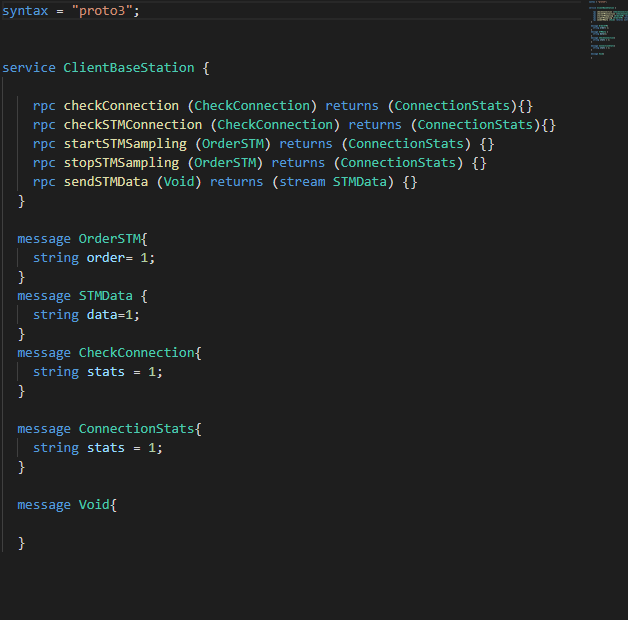 syntax = "proto3";
service ClientBaseStation {
rpc checkConnection (CheckConnection) returns (ConnectionStats){}
rpc checkSTMConnection (CheckConnection) returns (ConnectionStats){}
rpc startSTMSampling (OrderSTM) returns (ConnectionStats) {}
rpc stopSTMSampling (OrderSTM) returns (ConnectionStats) {}
rpc sendSTMData (Void) returns (stream STMData) {}
}
message OrderSTM{
string order= 1;
}
message STMData {
string data=1;
}
message CheckConnection{
string stats = 1;
}
message ConnectionStats{
string stats = 1;
}
message Void{
}